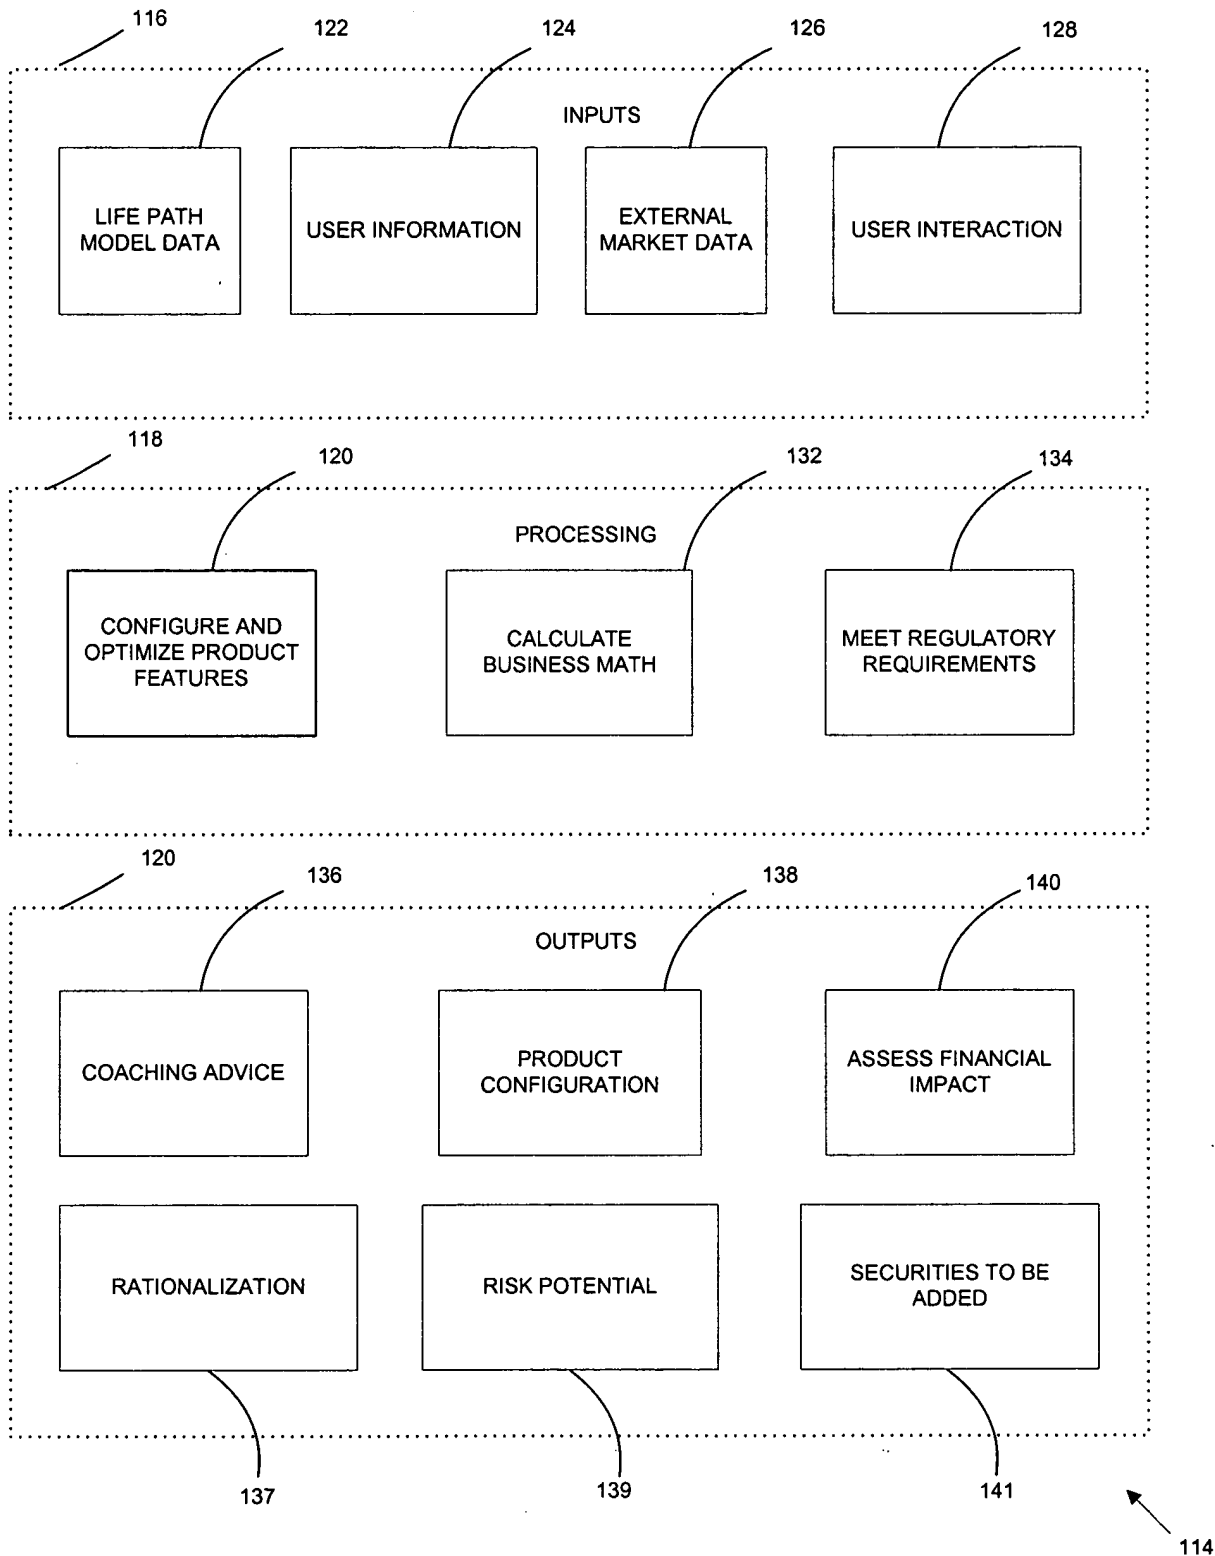 116
122
124
126
128
INPUTS
LIFE PATH
MODEL DATA
USER INFORMATION
EXTERNAL
MARKET DATA
USER INTERACTION
118
120
132
134
PROCESSING
CONFIGURE AND
OPTIMIZE PRODUCT
FEATURES
CALCULATE
BUSINESS MATH
MEET REGULATORY
REQUIREMENTS
120
136
138
140
OUTPUTS
COACHING ADVICE
PRODUCT
CONFIGURATION
ASSESS FINANCIAL
IMPACT
RATIONALIZATION
RISK POTENTIAL
SECURITIES TO BE
ADDED
137
139
141
114